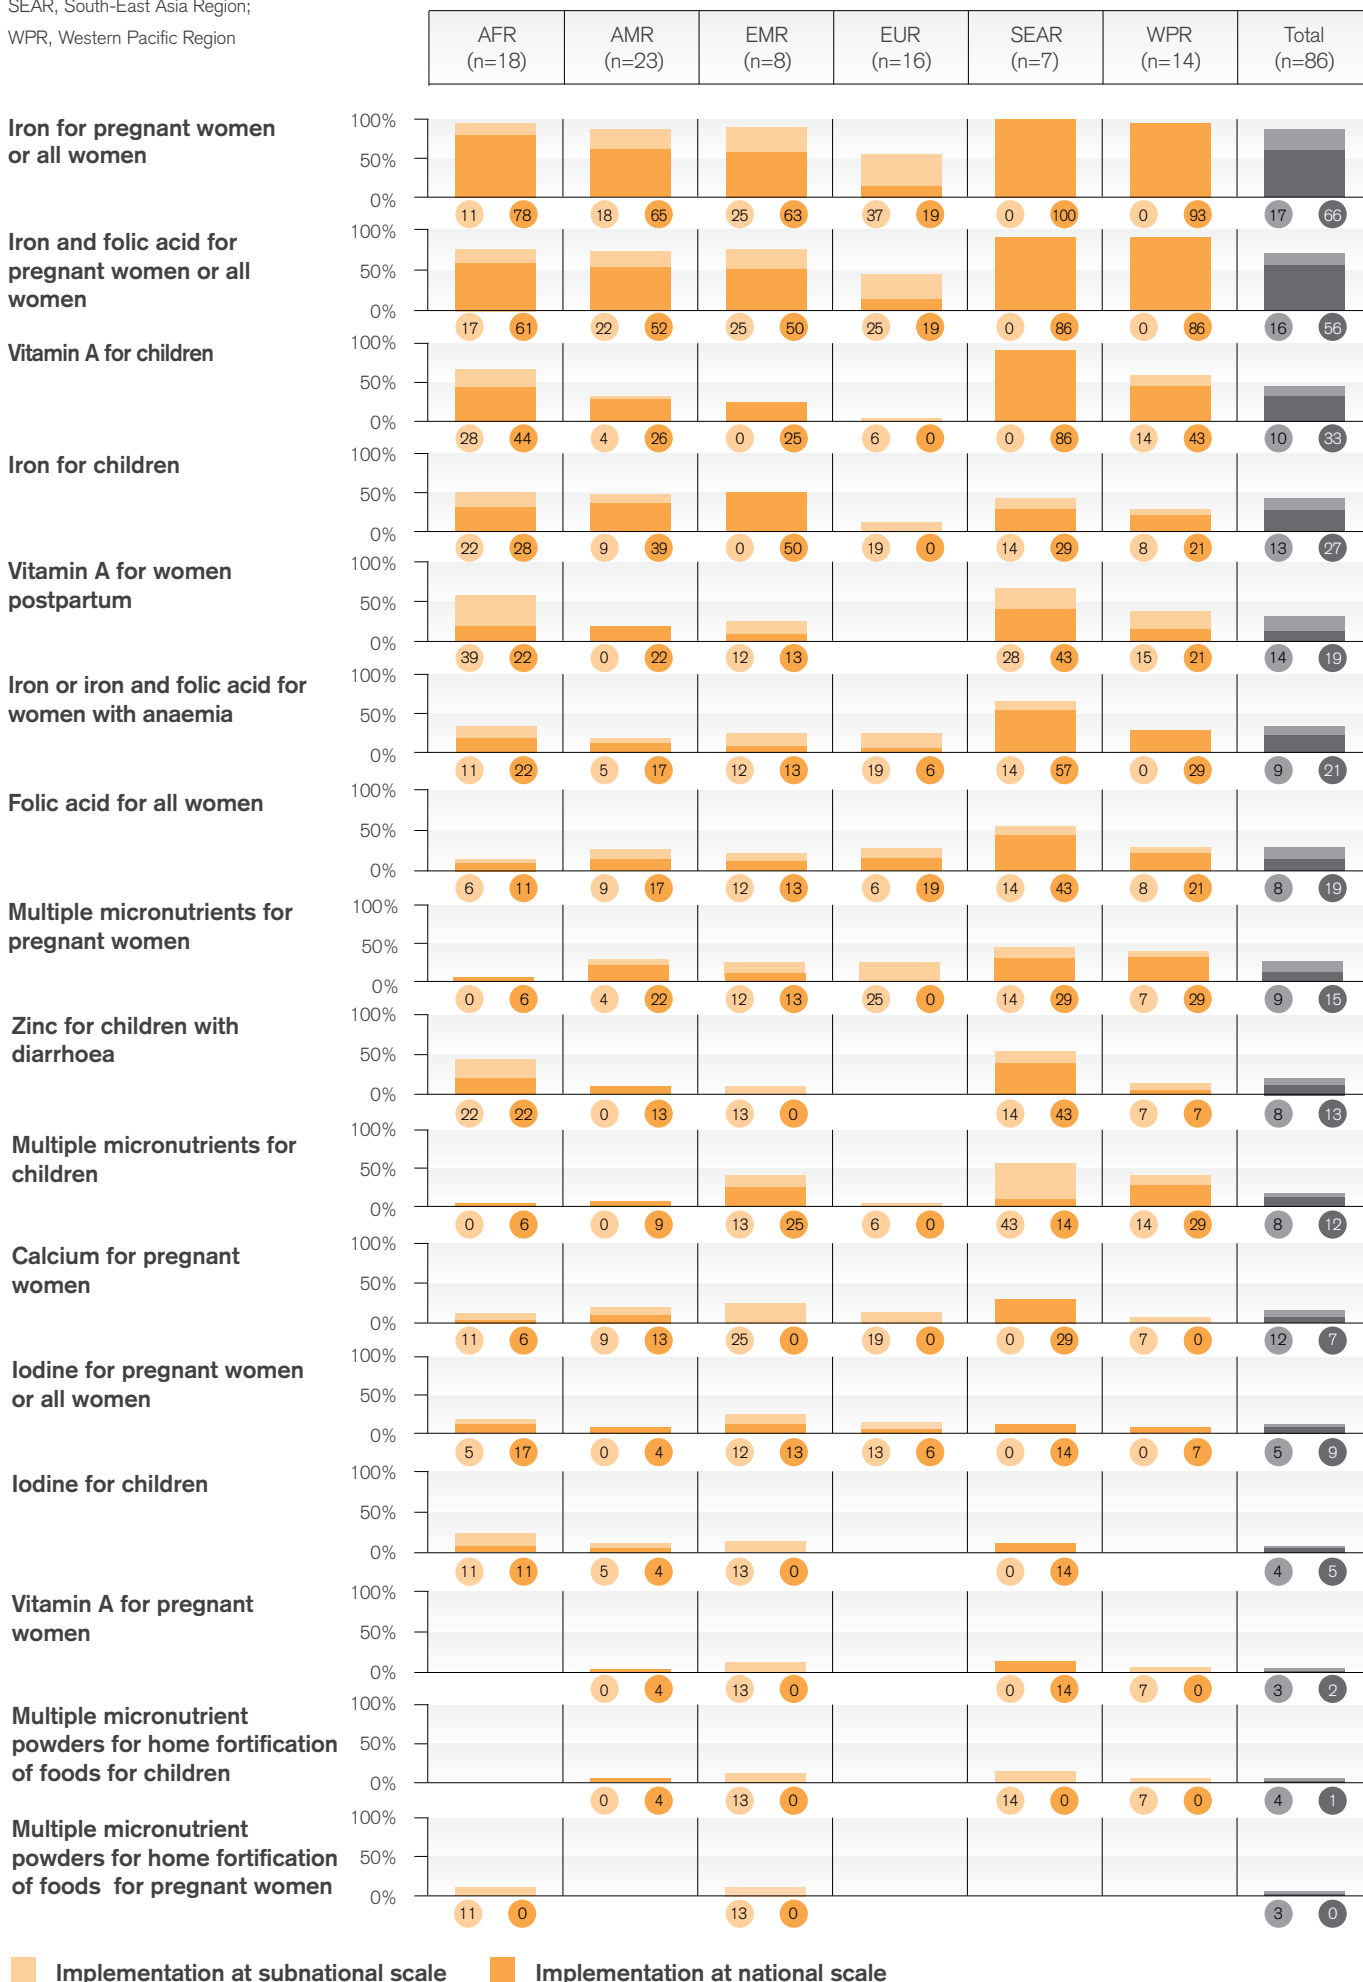 SEAR, South-East Asia Region;
WPR, Western Pacific Region
AFR AMR EMR EUR SEAR WPR Total
(n=18) (n=23) (n=8) (n=16) (n=7) (n=14) (n=86)
Iron for pregnant women
or all women
100%
50%
0%
11 78 18 65 25 63 37 19 0 100 0 93 17 66
Iron and folic acid for
pregnant women or all
women
100%
50%
0%
17 61 22 52 25 50 25 19 0 86 0 86 16 56
Vitamin A for children
100%
50%
0%
28 44 4 26 0 25 6 0 0 86 14 43 10 33
Iron for children
100%
50%
0%
22 28 9 39 0 50 19 0 14 29 8 21 13 27
Vitamin A for women
postpartum
100%
50%
0%
39 22 0 22 12 13 28 43 15 21 14 19
Iron or iron and folic acid for
women with anaemia
100%
50%
0%
11 22 5 17 12 13 19 6 14 57 0 29 9 21
Folic acid for all women
100%
50%
0%
6 11 9 17 12 13 6 19 14 43 8 21 8 19
Multiple micronutrients for
pregnant women
100%
50%
0%
0 6 4 22 12 13 25 0 14 29 7 29 9 15
Zinc for children with
diarrhoea
100%
50%
0%
22 22 0 13 13 0 14 43 7 7 8 13
Multiple micronutrients for
children
100%
50%
0%
0 6 0 9 13 25 6 0 43 14 14 29 8 12
Calcium for pregnant
women
100%
50%
0%
11 6 9 13 25 0 19 0 0 29 7 0 12 7
Iodine for pregnant women
or all women
100%
50%
0%
5 17 0 4 12 13 13 6 0 14 0 7 5 9
Iodine for children
100%
50%
0%
11 11 5 4 13 0 0 14 4 5
Vitamin A for pregnant
women
100%
50%
0%
0 4 13 0 0 14 7 0 3 2
Multiple micronutrient
powders for home fortification
of foods for children
100%
50%
0%
0 4 13 0 14 0 7 0 4 1
Multiple micronutrient
powders for home fortification
of foods for pregnant women
100%
50%
0%
11 0 13 0 3 0
Implementation at subnational scale Implementation at national scale